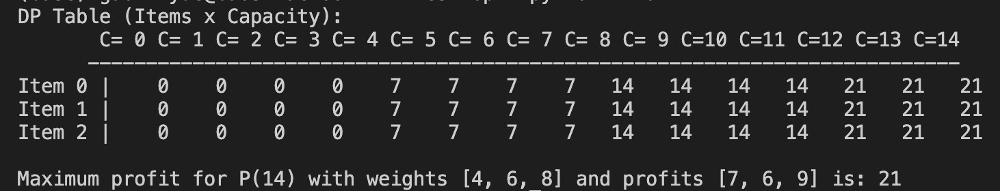 DP Table (Items x Capacity):
C= 0 C= 1 C= 2 C= 3 C= 4 C= 5 C= 6 C= 7 C= 8 C= 9 C=10 C=11 C=12 C=13 C=14
---------------------------------------------------------------------------
Item 0 | 0 0 0 0 7 7 7 7 14 14 14 14 21 21 21
Item 1 | 0 0 0 0 7 7 7 7 14 14 14 14 21 21 21
Item 2 | 0 0 0 0 7 7 7 7 14 14 14 14 21 21 21
Maximum profit for P(14) with weights [4, 6, 8] and profits [7, 6, 9] is: 21